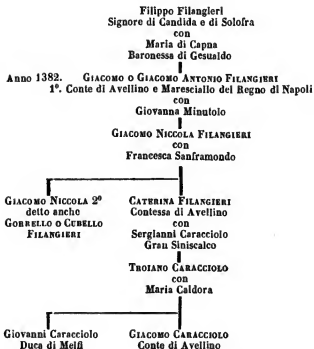 Filippo Filangieri
Signore di Candida e di Solofra
con
Maria di Capua
Baronessa di Gesualdo
Anno 1382. GIACOMO O GIACOMO ANTONIO FILANGIERI
1º. Conte di Avellino e Maresciallo del Regno di Napoli
con
Giovanna Minutolo
GIACOMO NICCOLA FILANGIERI
con
Francesca Sanframondo
GIACOMO NICCOLA 2º
detto anche
GORRELLO O CUBELLO
FILANGIERI
CATERINA FILANGIERI
Contessa di Avellino
con
Sergianni Caracciolo
Gran Siniscalco
TROIANO CARACCIOLO
con
Maria Caldora
Giovanni Caracciolo
Duca di Melfi
GIACOMO CARACCIOLO
Conte di Avellino